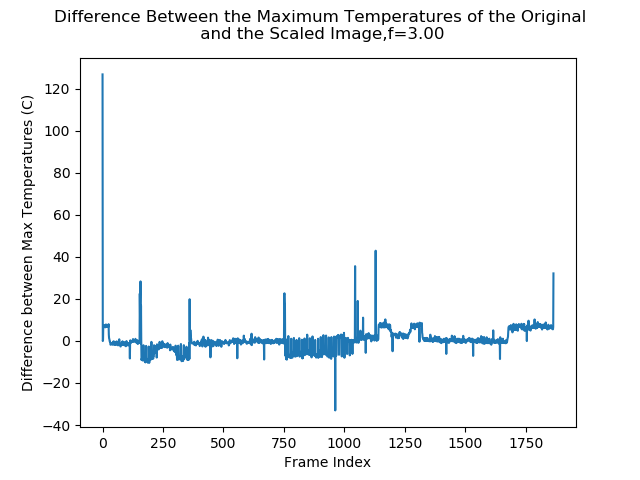 Difference Between the Maximum Temperatures of the Original
and the Scaled Image,f=3.00
Difference between Max Temperatures (C)
120
100
80
60
40
20
0
−20
−40
0 250 500 750 1000 1250 1500 1750
Frame Index